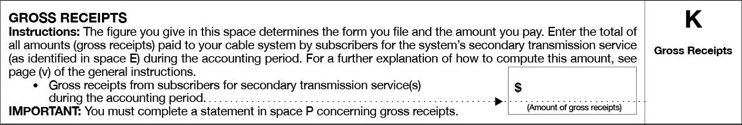 GROSS RECEIPTS
Instructions: The figure you give in this space determines the form you file and the amount you pay. Enter the total of
all amounts (gross receipts) paid to your cable system by subscribers for the system's secondary transmission service
(as identified in space E) during the accounting period. For a further explanation of how to compute this amount, see
page (v) of the general instructions.
• Gross receipts from subscribers for secondary transmission service(s)
during the accounting period.
$
(Amount of gross receipts)
IMPORTANT: You must complete a statement in space P concerning gross receipts.
K
Gross Receipts